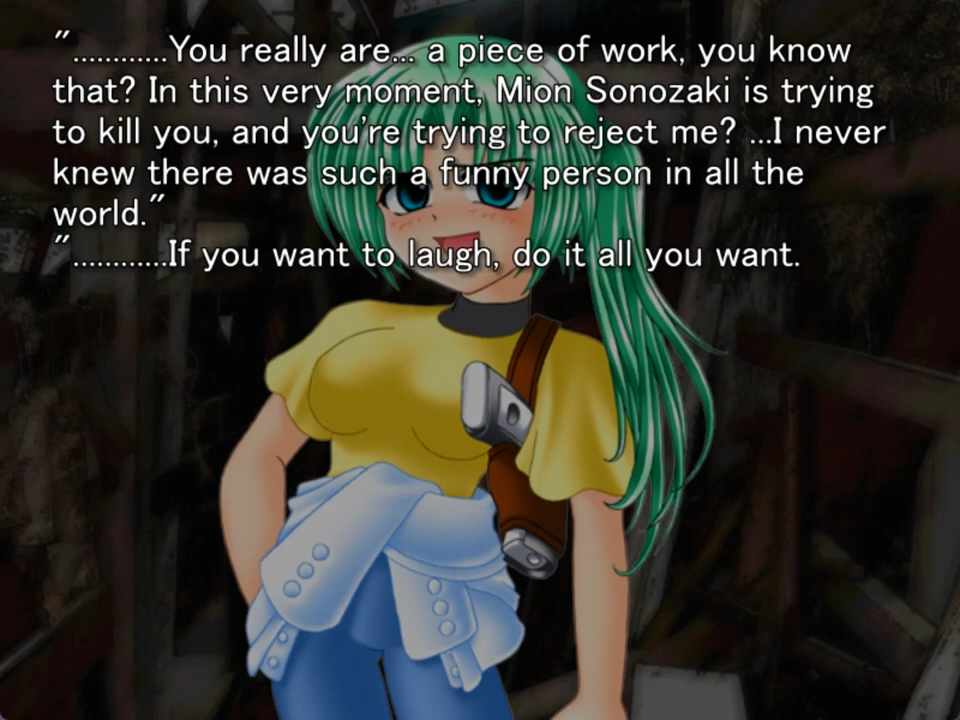 "............You really are... a piece of work, you know
that? In this very moment, Mion Sonozaki is trying
to kill you, and you're trying to reject me? ...I never
knew there was such a funny person in all the
world."
"............If you want to laugh, do it all you want.